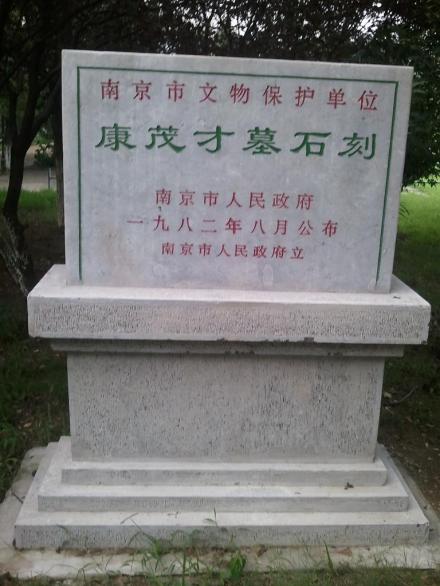 南京市文物保护单位
康茂才墓石刻
南京市人民政府
一九八二年八月公布
南京市人民政府立